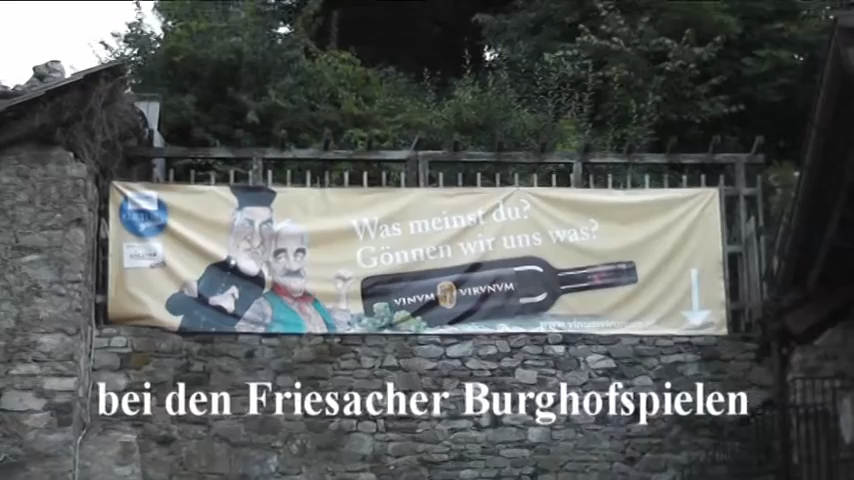 Was meinst du?
Gönnen wir uns was?
VINVM VIRVNVM
bei den Friesacher Burghofspielen